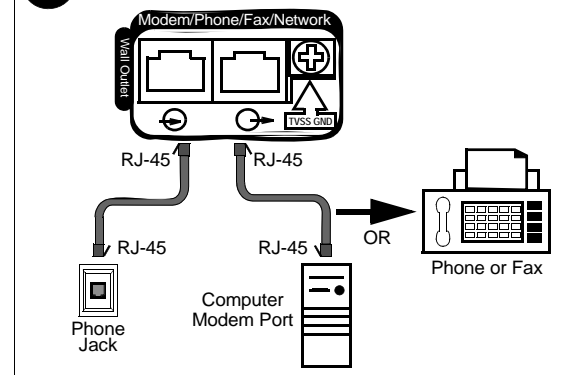 Modem/Phone/Fax/Network
Wall Outlet
TVSS GND
RJ-45
RJ-45
RJ-45
RJ-45
OR
Phone or Fax
Phone
Jack
Computer
Modem Port